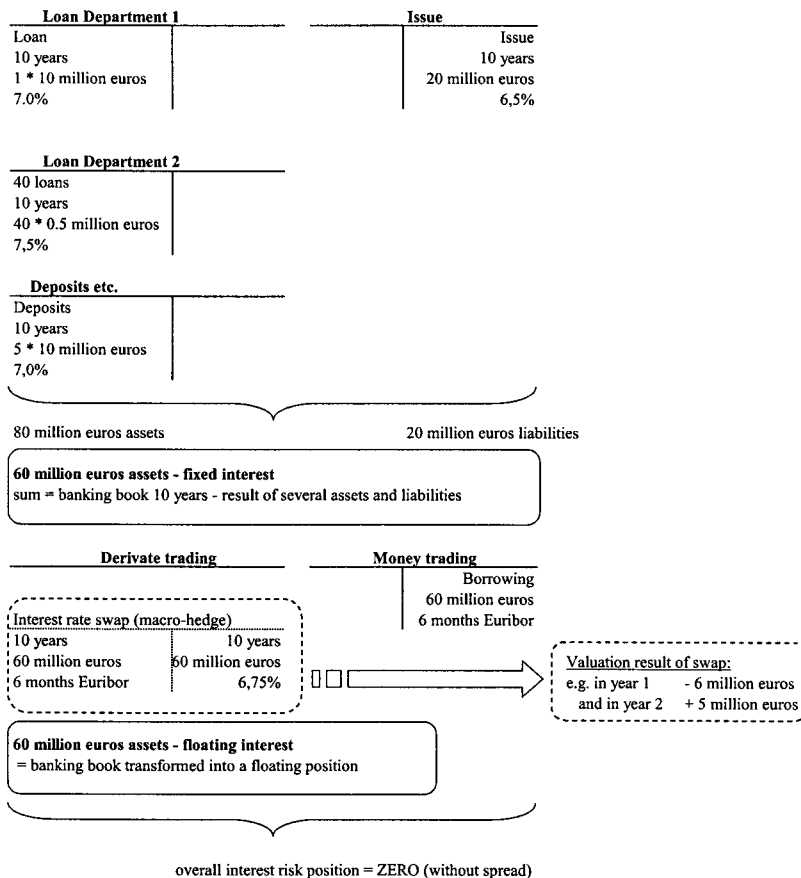 Loan Department 1
Issue
Loan
10 years
1 * 10 million euros
7.0%
Issue
10 years
20 million euros
6,5%
Loan Department 2
40 loans
10 years
40 * 0.5 million euros
7,5%
Deposits etc.
Deposits
10 years
5 * 10 million euros
7,0%
80 million euros assets
20 million euros liabilities
60 million euros assets - fixed interest
sum = banking book 10 years - result of several assets and liabilities
Derivate trading
Money trading
Borrowing
60 million euros
6 months Euribor
Interest rate swap (macro-hedge)
10 years 10 years
60 million euros 60 million euros
6 months Euribor 6,75%
Valuation result of swap:
e.g. in year 1 - 6 million euros
and in year 2 + 5 million euros
60 million euros assets - floating interest
= banking book transformed into a floating position
overall interest risk position = ZERO (without spread)